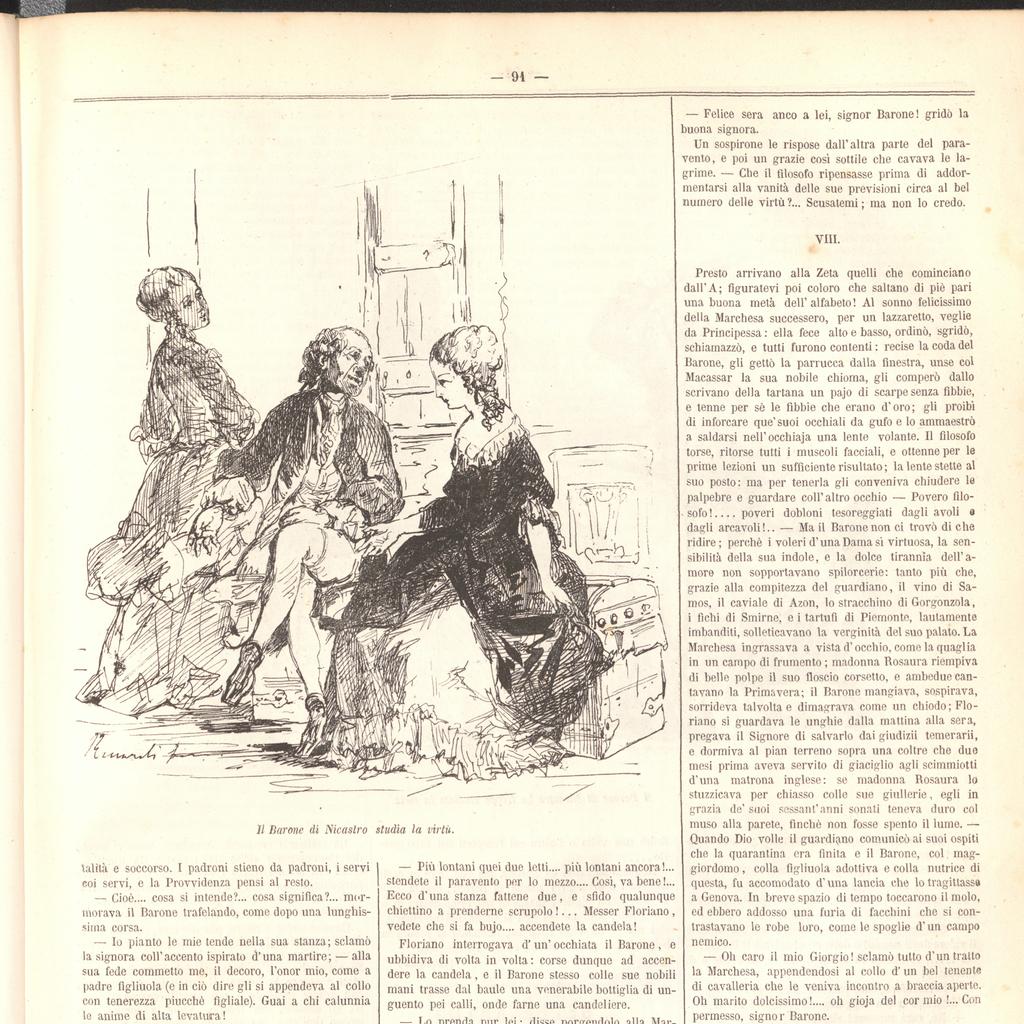 — 91 —
Il Barone di Nicastro studia la virtù.
talità e soccorso. I padroni stieno da padroni, i servi
coi servi, e la Provvidenza pensi al resto.
— Cioè.... cosa si intende?... cosa significa?... mor-
morava il Barone trafelando, come dopo una lunghis-
sima corsa.
— Io pianto le mie tende nella sua stanza; sclamò
la signora coll'accento ispirato d'una martire; — alla
sua fede commetto me, il decoro, l'onor mio, come a
padre figliuola (e in ciò dire gli si appendeva al collo
con tenerezza piucchè figliale). Guai a chi calunnia
le anime di alta levatura!
— Più lontani quei due letti.... più lontani ancora!...
stendete il paravento per lo mezzo.... Così, va bene!...
Ecco d'una stanza fattene due, e sfido qualunque
chiettino a prenderne scrupolo!... Messer Floriano,
vedete che si fa bujo.... accendete la candela!
Floriano interrogava d'un'occhiata il Barone, e
ubbidiva di volta in volta: corse dunque ad accen-
dere la candela, e il Barone stesso colle sue nobili
mani trasse dal baule una venerabile bottiglia di un-
guento pei calli, onde farne una candeliere.
— Lo prenda pur lei; disse porgendolo alla Mar-
— Felice sera anco a lei, signor Barone! gridò la
buona signora.
Un sospirone le rispose dall'altra parte del para-
vento, e poi un grazie così sottile che cavava le la-
grime. — Che il filosofo ripensasse prima di addor-
mentarsi alla vanità delle sue previsioni circa al bel
numero delle virtù?... Scusatemi; ma non lo credo.
VIII.
Presto arrivano alla Zeta quelli che cominciano
dall'A; figuratevi poi coloro che saltano di piè pari
una buona metà dell'alfabeto! Al sonno felicissimo
della Marchesa successero, per un lazzaretto, veglie
da Principessa: ella fece alto e basso, ordinò, sgridò,
schiamazzò, e tutti furono contenti: recise la coda del
Barone, gli gettò la parrucca dalla finestra, unse col
Macassar la sua nobile chioma, gli comperò dallo
scrivano della tartana un pajo di scarpe senza fibbie,
e tenne per sè le fibbie che erano d'oro; gli proibì
di inforcare que'suoi occhiali da gufo e lo ammaestrò
a saldarsi nell'occhiaja una lente volante. Il filosofo
torse, ritorse tutti i muscoli facciali, e ottenne per le
prime lezioni un sufficiente risultato; la lente stette al
suo posto: ma per tenerla gli conveniva chiudere le
palpebre e guardare coll'altro occhio — Povero filo-
sofo!.... poveri dobloni tesoreggiati dagli avoli e
dagli arcavoli!.. — Ma il Barone non ci trovò di che
ridire; perchè i voleri d'una Dama sì virtuosa, la sen-
sibilità della sua indole, e la dolce tirannia dell'a-
more non sopportavano spilorcerie: tanto più che,
grazie alla compitezza del guardiano, il vino di Sa-
mos, il caviale di Azon, lo stracchino di Gorgonzola,
i fichi di Smirne, e i tartufi di Piemonte, lautamente
imbanditi, solleticavano la verginità del suo palato. La
Marchesa ingrassava a vista d'occhio, come la quaglia
in un campo di frumento; madonna Rosaura riempiva
di belle polpe il suo floscio corsetto, e ambedue can-
tavano la Primavera; il Barone mangiava, sospirava,
sorrideva talvolta e dimagrava come un chiodo; Flo-
riano si guardava le unghie dalla mattina alla sera,
pregava il Signore di salvarlo dai giudizii temerarii,
e dormiva al pian terreno sopra una coltre che due
mesi prima aveva servito di giaciglio agli scimmiotti
d'una matrona inglese: se madonna Rosaura lo
stuzzicava per chiasso colle sue giullerie, egli in
grazia de' suoi sessant'anni sonati teneva duro col
muso alla parete, finchè non fosse spento il lume. —
Quando Dio volle il guardiano comunicò ai suoi ospiti
che la quarantina era finita e il Barone, col mag-
giordomo, colla figliuola adottiva e colla nutrice di
questa, fu accomodato d'una lancia che lo tragittasse
a Genova. In breve spazio di tempo toccarono il molo,
ed ebbero addosso una furia di facchini che si con-
trastavano le robe loro, come le spoglie d'un campo
nemico.
— Oh caro il mio Giorgio! sclamò tutto d'un tratto
la Marchesa, appendendosi al collo d'un bel tenente
di cavalleria che le veniva incontro a braccia aperte.
Oh marito dolcissimo!.... oh gioja del cor mio!... Con
permesso, signor Barone.